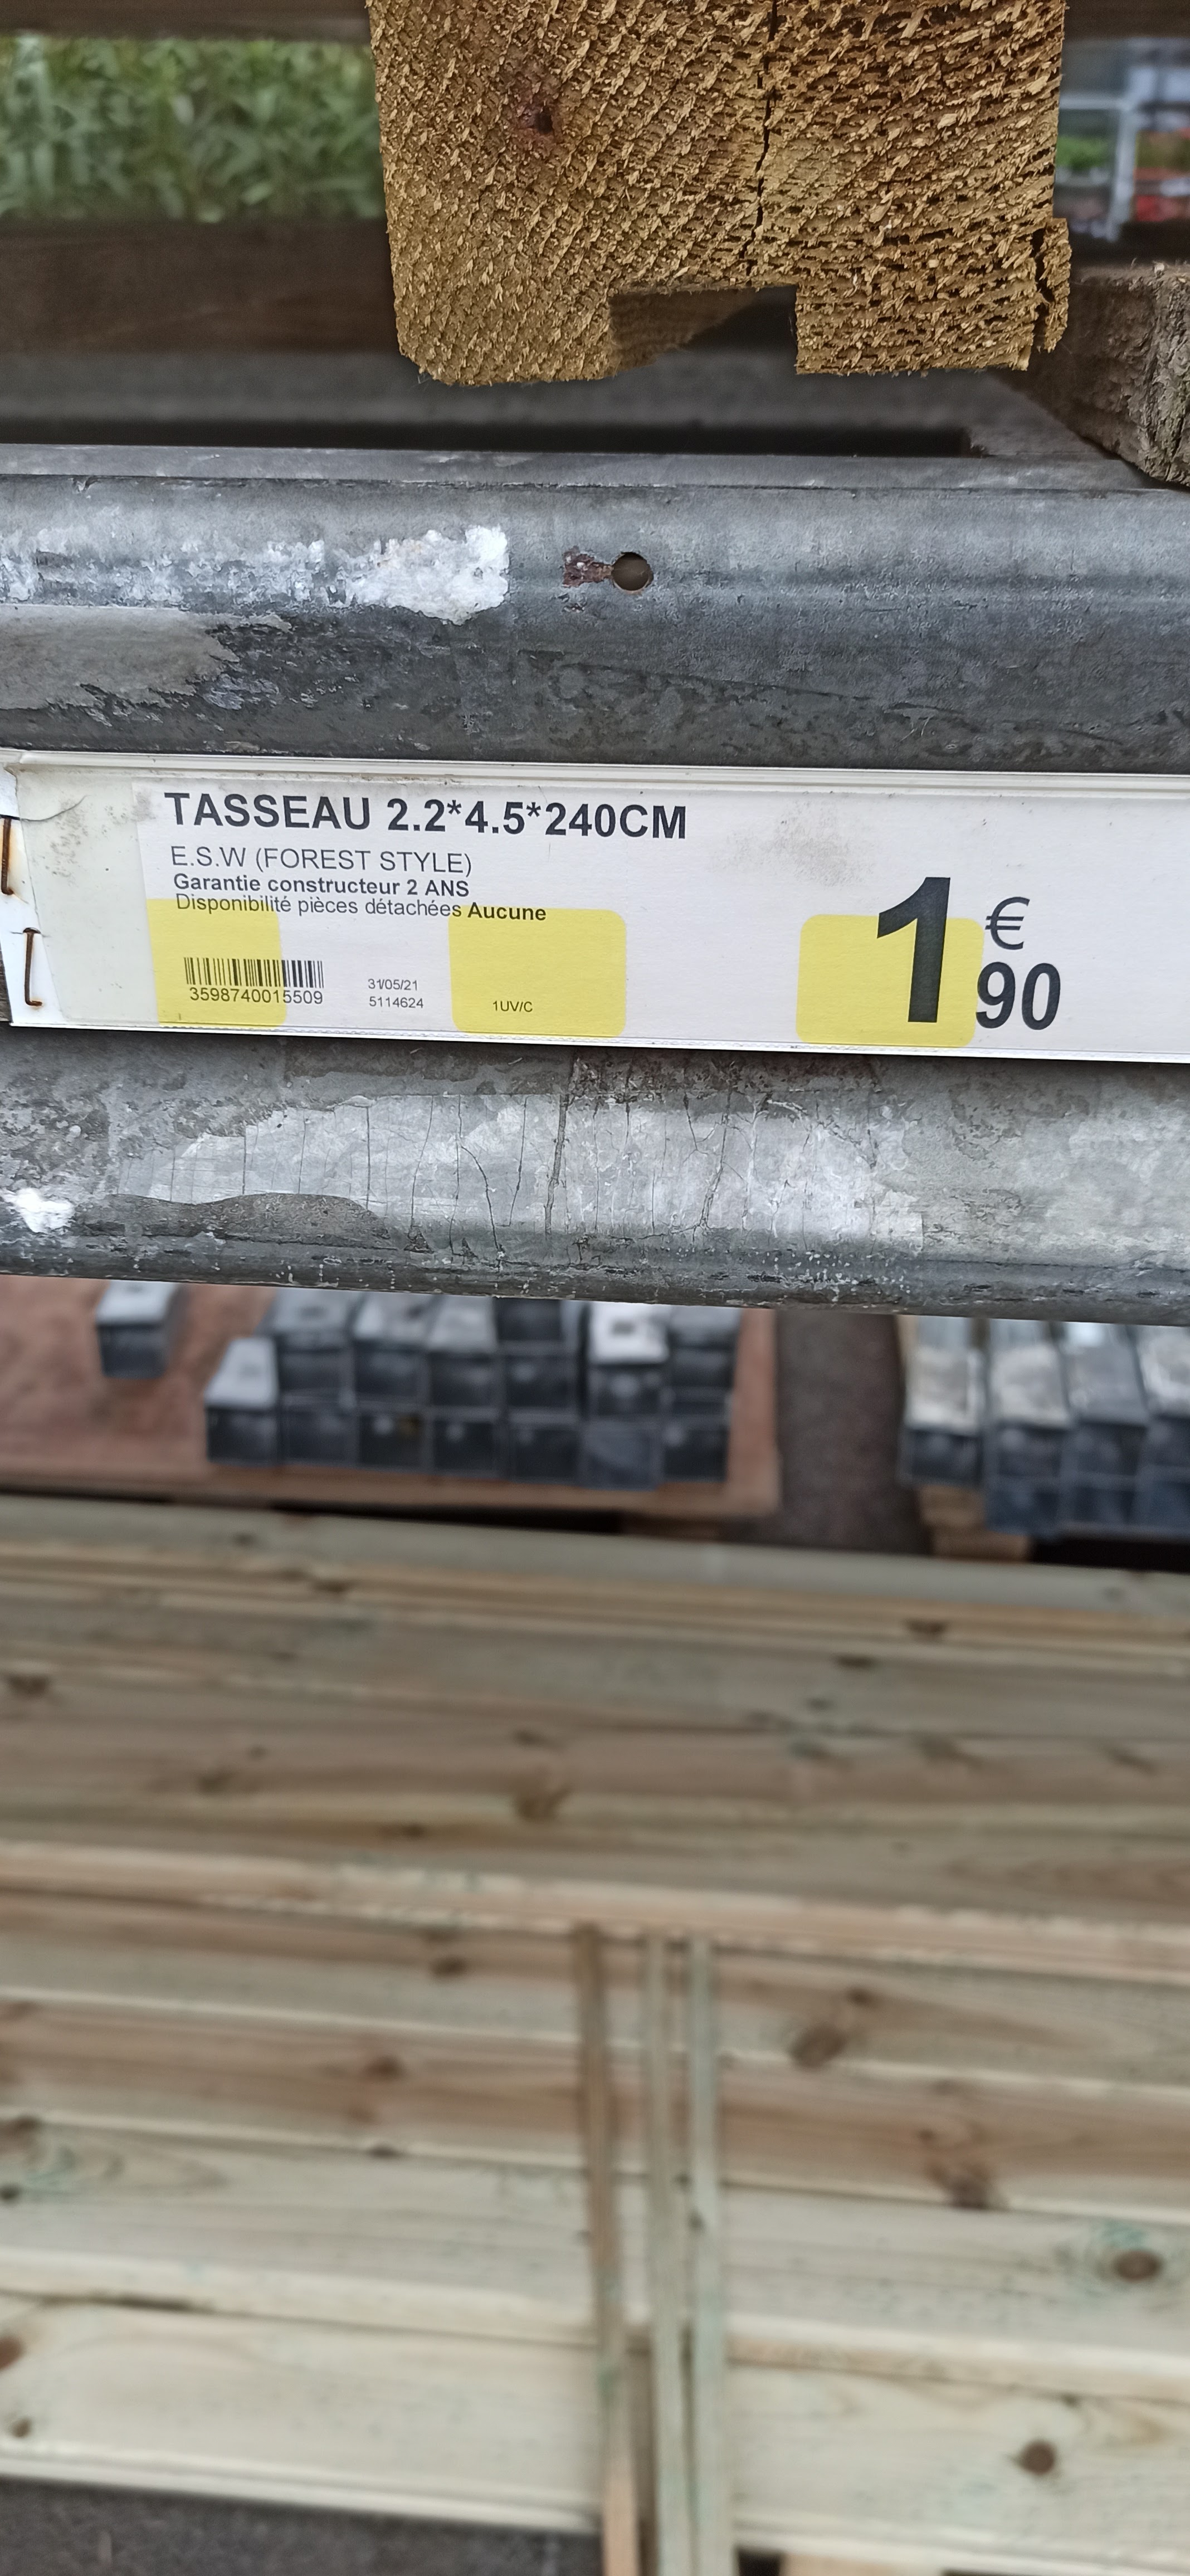 TASSEAU 2.2*4.5*240CM
E.S.W (FOREST STYLE)
Garantie constructeur 2 ANS
Disponibilité pièces détachées Aucune
1 €
90
3598740015509
31/05/21
5114624
1UV/C